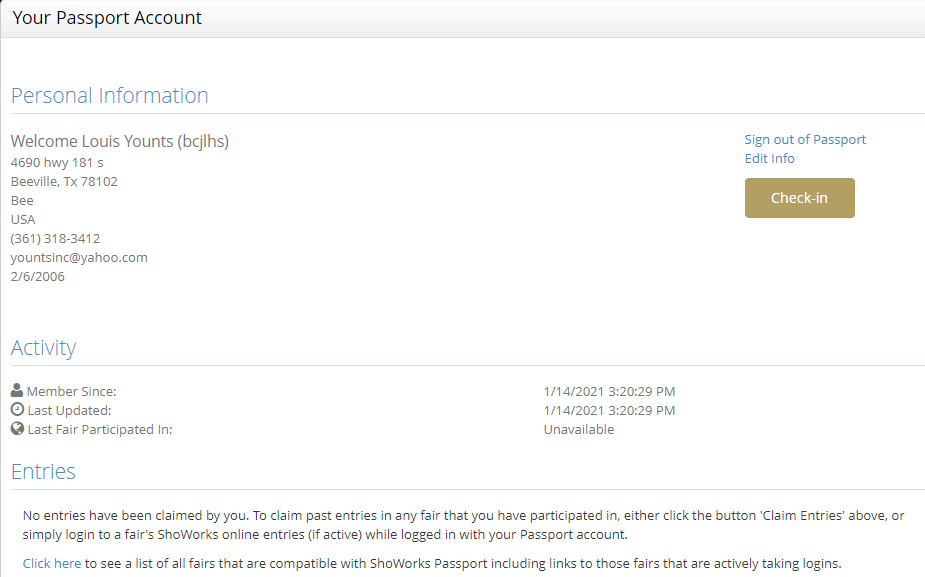 Your Passport Account
Personal Information
Welcome Louis Younts (bcjlhs)
4690 hwy 181 s
Beeville, Tx 78102
Bee
USA
(361) 318-3412
yountsinc@yahoo.com
2/6/2006
Sign out of Passport
Edit Info
Check-in
Activity
Member Since: 1/14/2021 3:20:29 PM
Last Updated: 1/14/2021 3:20:29 PM
Last Fair Participated In: Unavailable
Entries
No entries have been claimed by you. To claim past entries in any fair that you have participated in, either click the button 'Claim Entries' above, or
simply login to a fair's ShoWorks online entries (if active) while logged in with your Passport account.
Click here to see a list of all fairs that are compatible with ShoWorks Passport including links to those fairs that are actively taking logins.